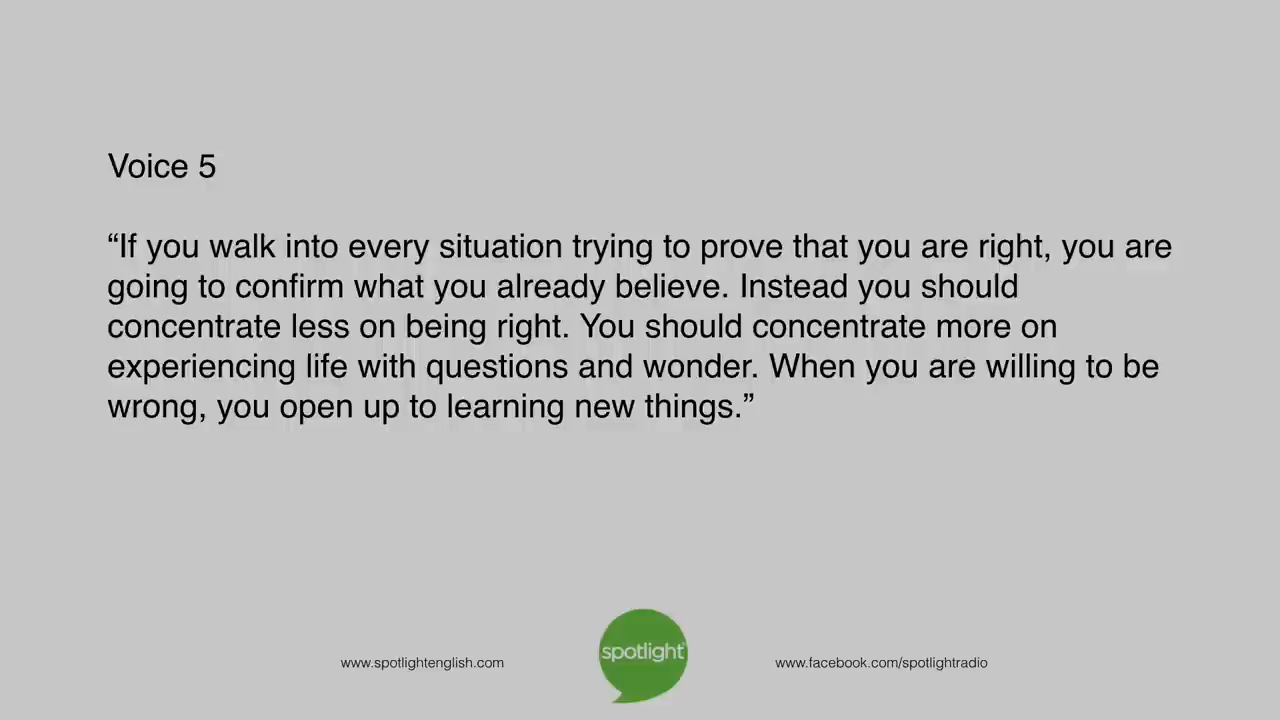 Voice 5
“If you walk into every situation trying to prove that you are right, you are
going to confirm what you already believe. Instead you should
concentrate less on being right. You should concentrate more on
experiencing life with questions and wonder. When you are willing to be
wrong, you open up to learning new things.”
www.spotlightenglish.com
spotlight
www.facebook.com/spotlightradio